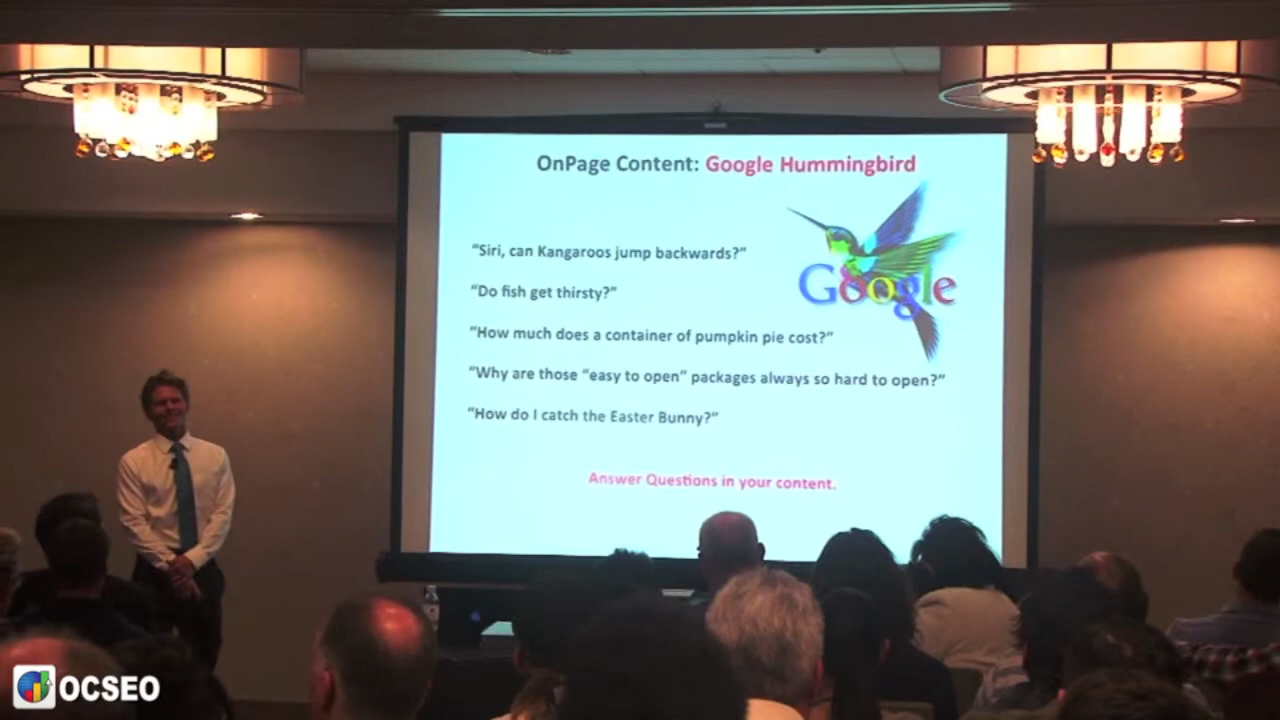 OnPage Content: Google Hummingbird
Google
“Siri, can Kangaroos jump backwards?”
“Do fish get thirsty?”
“How much does a container of pumpkin pie cost?”
“Why are those “easy to open” packages always so hard to open?”
“How do I catch the Easter Bunny?”
Answer Questions in your content.
OCSEO